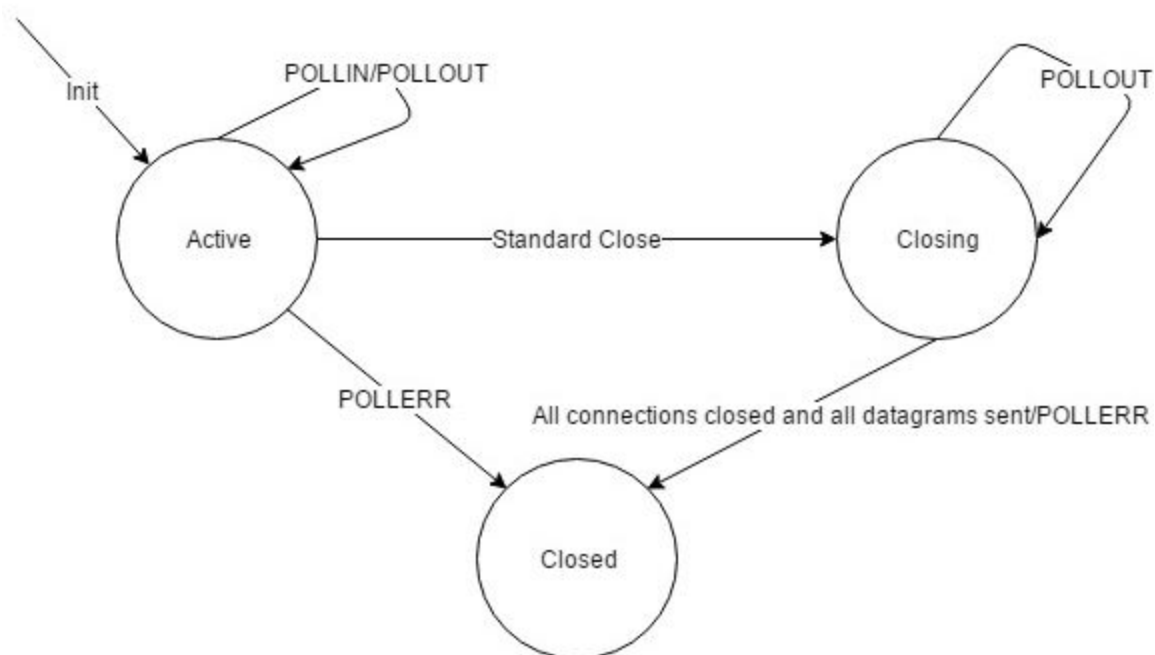 POLLIN/POLLOUT
Init
POLLOUT
Active
Standard Close
Closing
POLLERR
All connections closed and all datagrams sent/POLLERR
Closed